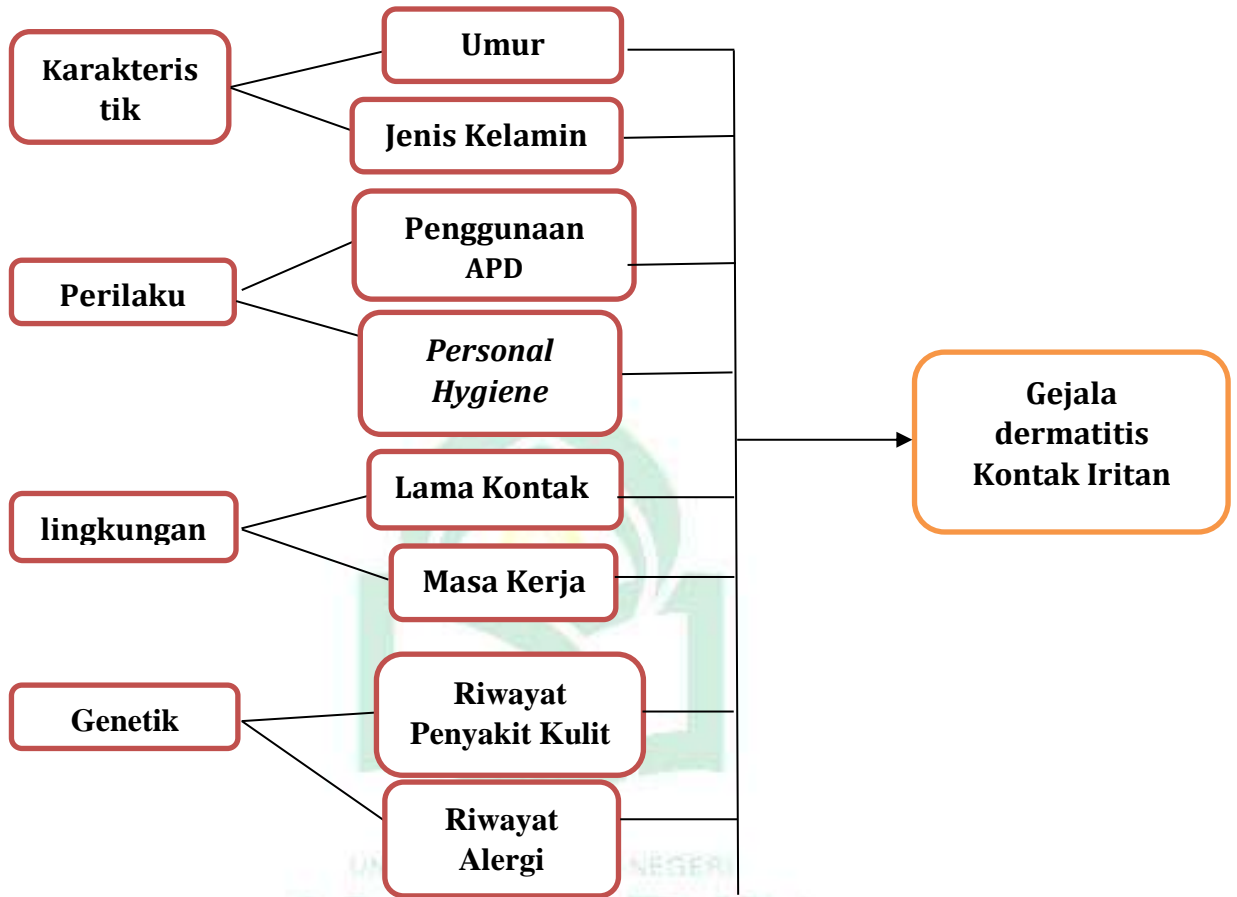 Karakteris
tik
Umur
Jenis Kelamin
Perilaku
Penggunaan
APD
Personal
Hygiene
lingkungan
Lama Kontak
Masa Kerja
Genetik
Riwayat
Penyakit Kulit
Riwayat
Alergi
Gejala
dermatitis
Kontak Iritan
NEGERI